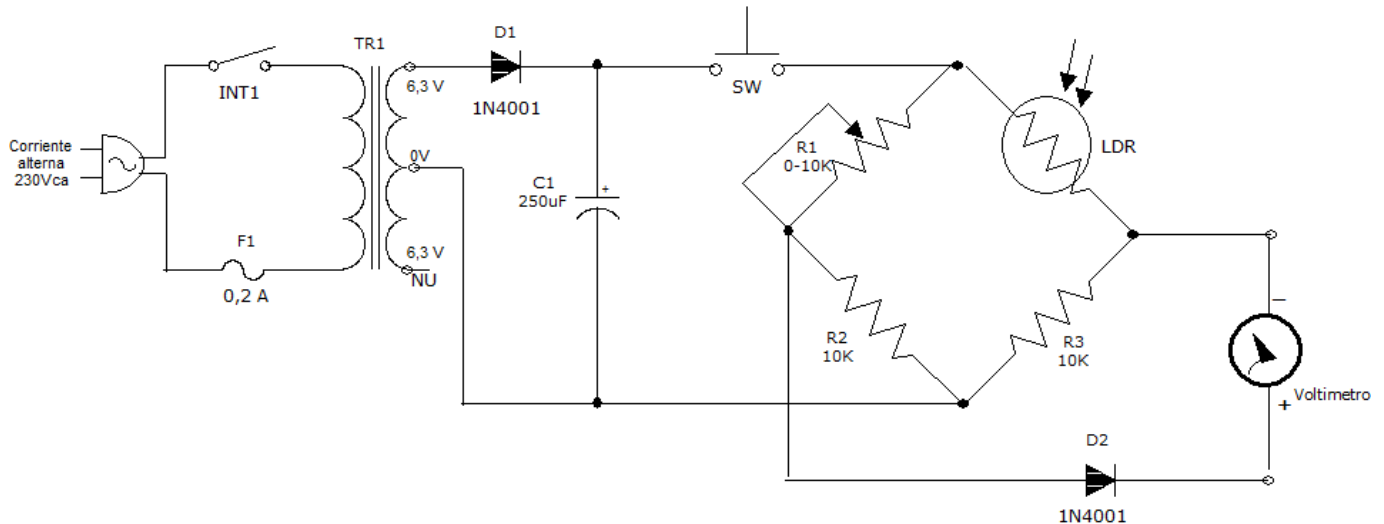 Corriente
alterna
230Vca
INT1
F1
0,2 A
TR1
6,3 V
0V
6,3 V
NU
D1
1N4001
C1
250uF
+
SW
R1
0-10K
LDR
R2
10K
R3
10K
−
+
Voltimetro
D2
1N4001